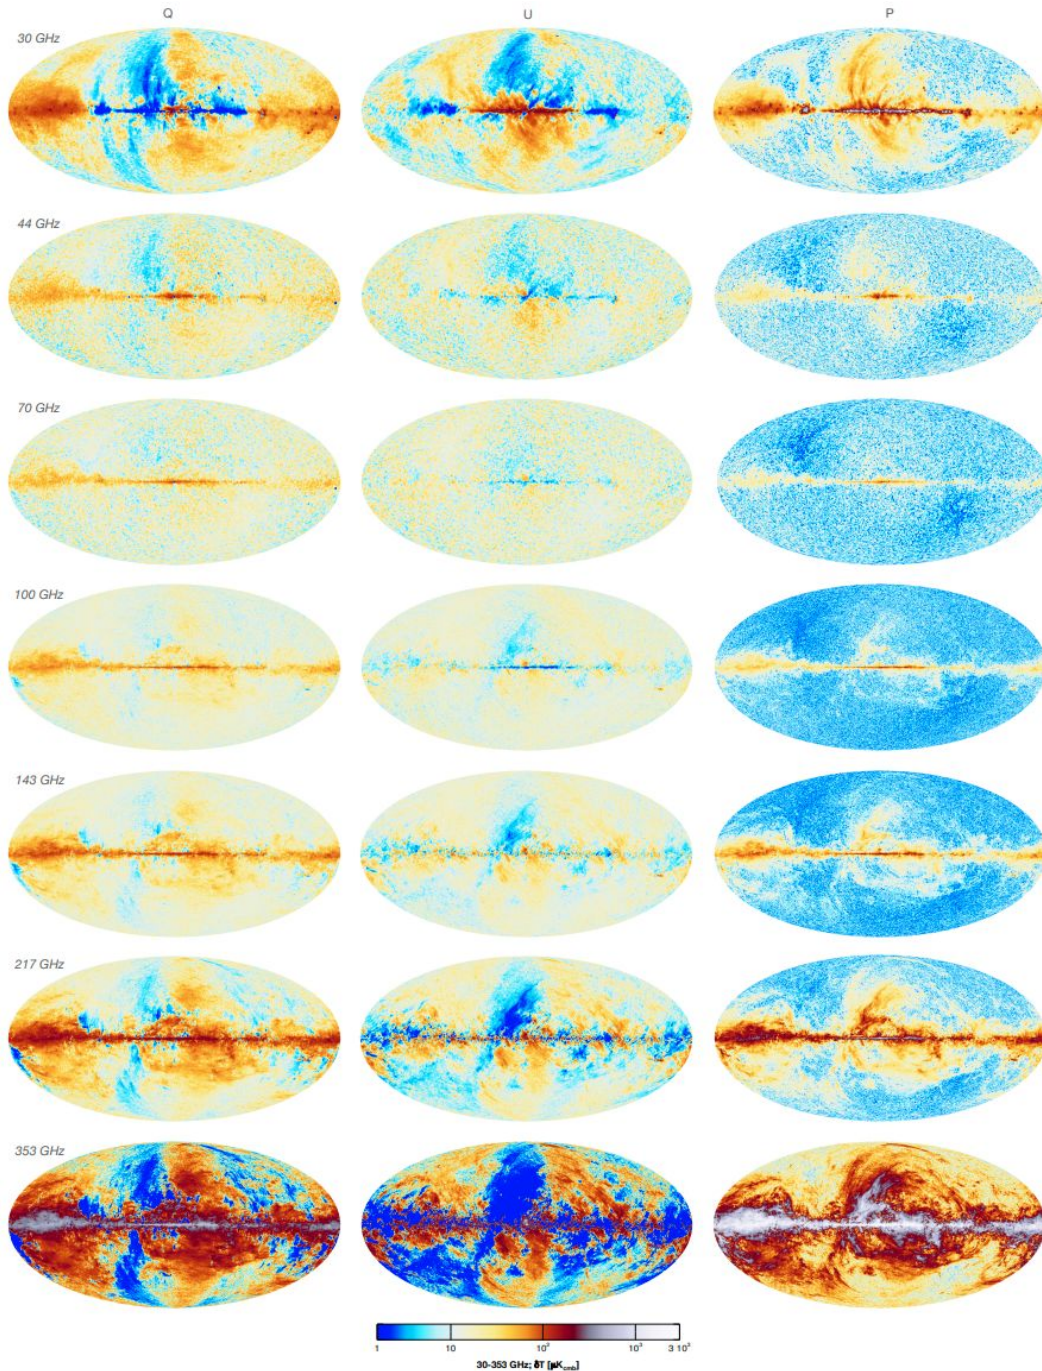 Q U P
30 GHz
44 GHz
70 GHz
100 GHz
143 GHz
217 GHz
353 GHz
1 10 10² 10³ 3 10³
30-353 GHz; δT [μK_cmb]